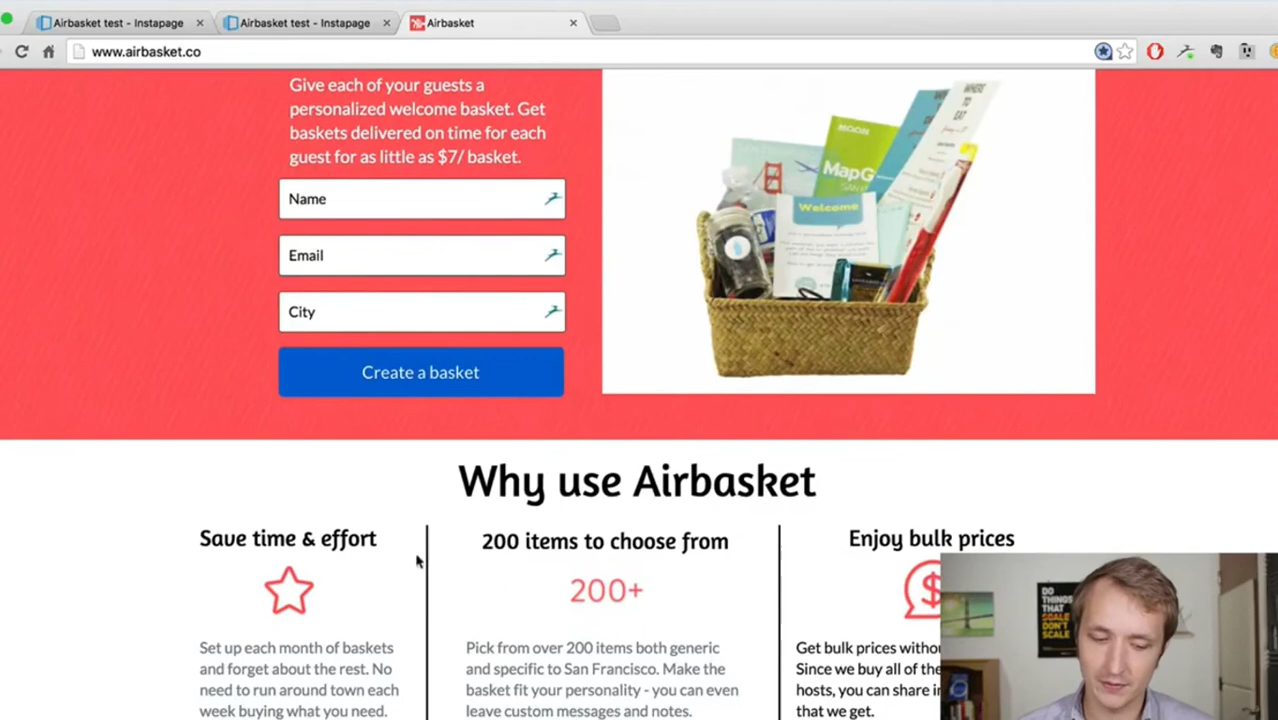 Airbasket test - Instapage
Airbasket test - Instapage
Airbasket
www.airbasket.co
Give each of your guests a
personalized welcome basket. Get
baskets delivered on time for each
guest for as little as $7/ basket.
Name
Email
City
Create a basket
WHERE
TO
EAT
MOON
MapG
Welcome
Why use Airbasket
Save time & effort
200 items to choose from
Enjoy bulk prices
200+
$
Set up each month of baskets
and forget about the rest. No
need to run around town each
week buying what you need.
Pick from over 200 items both generic
and specific to San Francisco. Make the
basket fit your personality - you can even
leave custom messages and notes.
Get bulk prices withou
Since we buy all of the
hosts, you can share i
that we get.
DO
THINGS
THAT
SCALE
DON'T
SCALE